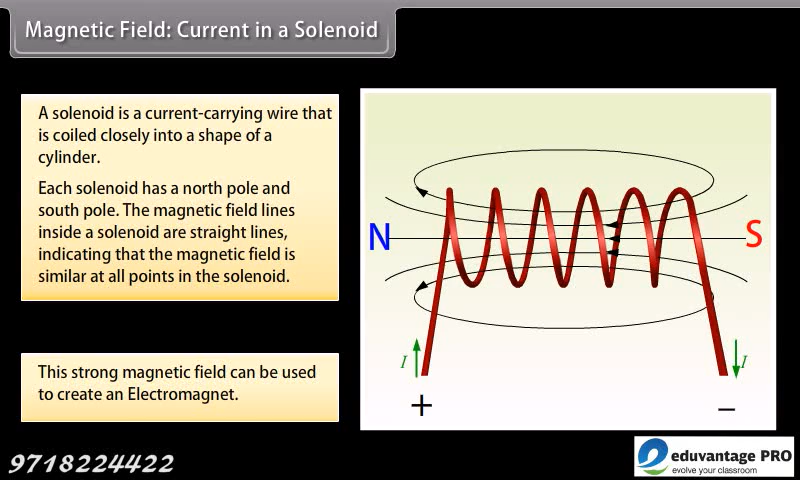 Magnetic Field: Current in a Solenoid
A solenoid is a current-carrying wire that
is coiled closely into a shape of a
cylinder.
Each solenoid has a north pole and
south pole. The magnetic field lines
inside a solenoid are straight lines,
indicating that the magnetic field is
similar at all points in the solenoid.
This strong magnetic field can be used
to create an Electromagnet.
N
S
I
I
+
–
9718224422
eduvantage PRO
evolve your classroom